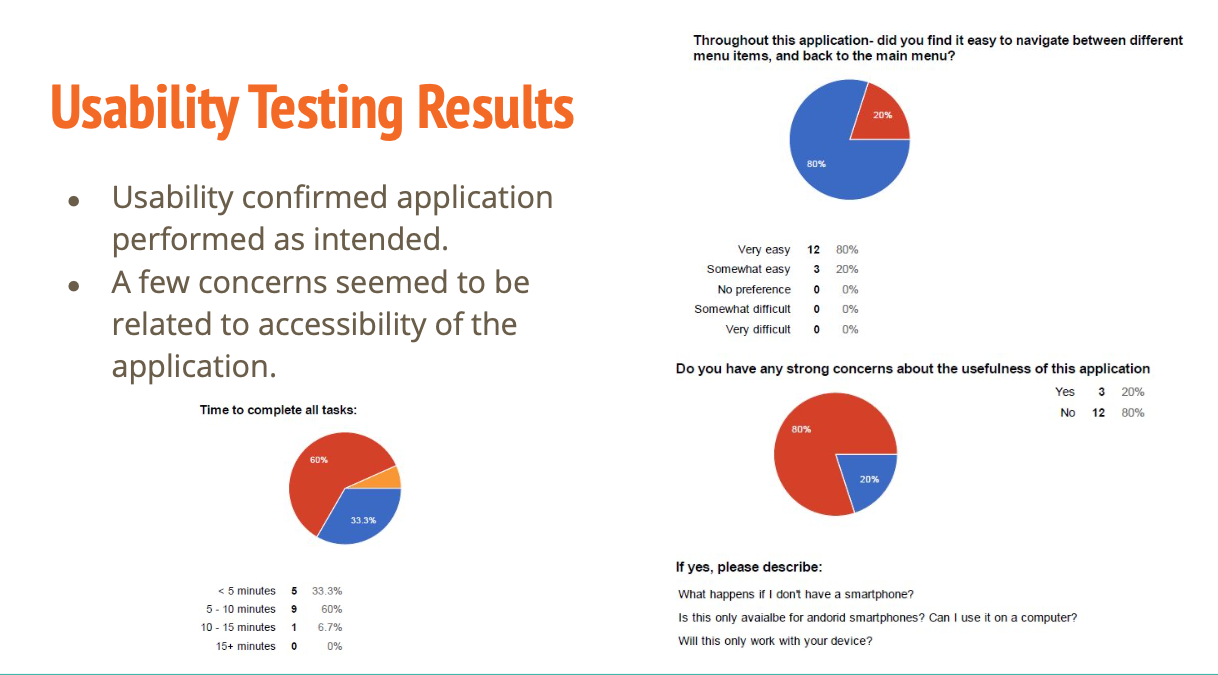 Usability Testing Results
● Usability confirmed application
performed as intended.
● A few concerns seemed to be
related to accessibility of the
application.
Time to complete all tasks:
60%
33.3%
< 5 minutes 5 33.3%
5 - 10 minutes 9 60%
10 - 15 minutes 1 6.7%
15+ minutes 0 0%
Throughout this application- did you find it easy to navigate between different
menu items, and back to the main menu?
20%
80%
Very easy 12 80%
Somewhat easy 3 20%
No preference 0 0%
Somewhat difficult 0 0%
Very difficult 0 0%
Do you have any strong concerns about the usefulness of this application
Yes 3 20%
No 12 80%
80%
20%
If yes, please describe:
What happens if I don't have a smartphone?
Is this only avaialbe for andorid smartphones? Can I use it on a computer?
Will this only work with your device?